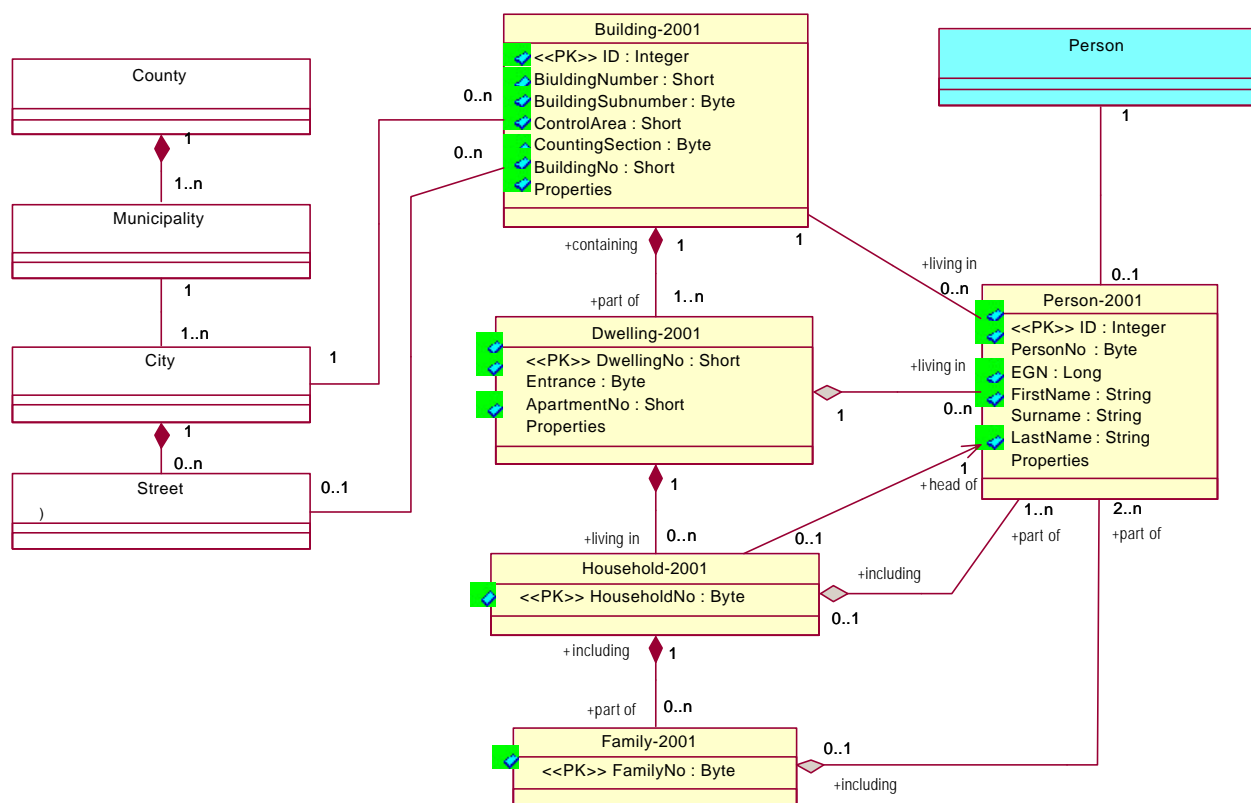 County
1
1..n
Municipality
1
1..n
City
1
1
0..n
Street
)
0..1
0..n
0..n
Building-2001
<<PK>> ID : Integer
BiuldingNumber : Short
BuildingSubnumber : Byte
ControlArea : Short
CountingSection : Byte
BuildingNo : Short
Properties
+containing
1
1
+part of
1..n
Dwelling-2001
<<PK>> DwellingNo : Short
Entrance : Byte
ApartmentNo : Short
Properties
1
1
+living in
0..n
Household-2001
<<PK>> HouseholdNo : Byte
0..1
0..1
+including
+including
1
+part of
0..n
Family-2001
<<PK>> FamilyNo : Byte
0..1
+including
Person
1
0..1
+living in
0..n
Person-2001
<<PK>> ID : Integer
PersonNo : Byte
EGN : Long
FirstName : String
Surname : String
LastName : String
Properties
+living in
0..n
1
+head of
1..n
+part of
2..n
+part of